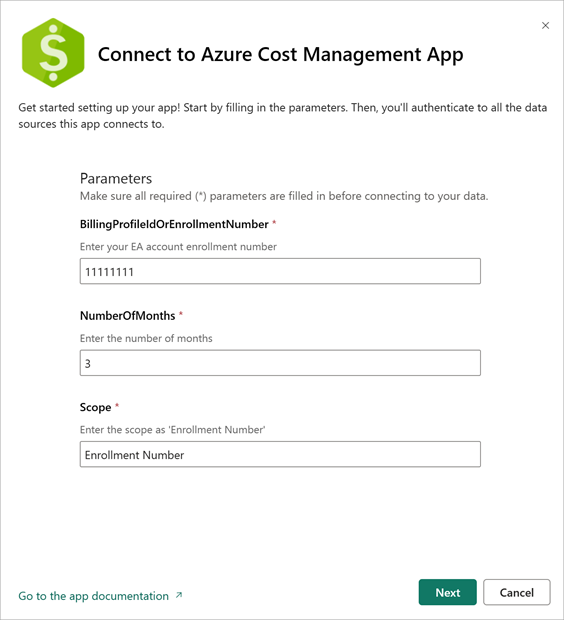 Connect to Azure Cost Management App
Get started setting up your app! Start by filling in the parameters. Then, you'll authenticate to all the data
sources this app connects to.
Parameters
Make sure all required (*) parameters are filled in before connecting to your data.
BillingProfileIdOrEnrollmentNumber *
Enter your EA account enrollment number
11111111
NumberOfMonths *
Enter the number of months
3
Scope *
Enter the scope as 'Enrollment Number'
Enrollment Number
Go to the app documentation
Next
Cancel